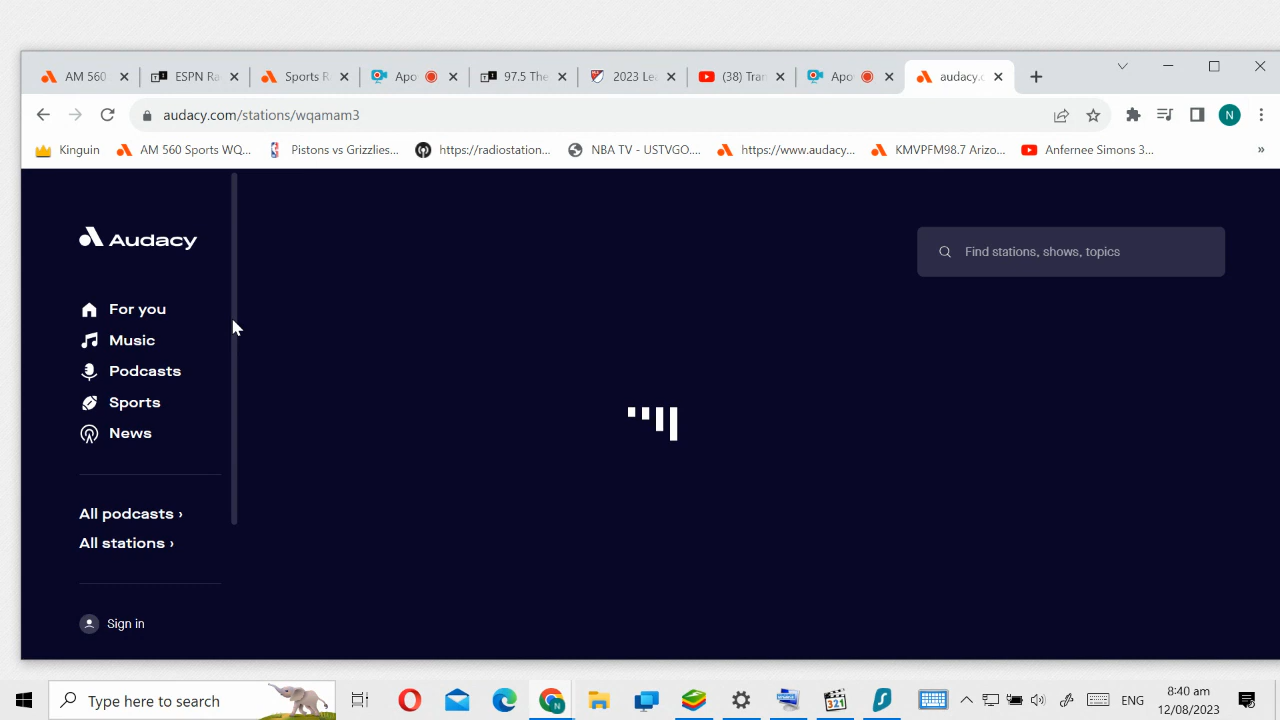 AM 560
ESPN Ra
Sports R
Apo
97.5 The
2023 Lea
(38) Tran
Apo
audacy.c
audacy.com/stations/wqamam3
N
Kinguin
AM 560 Sports WQ...
Pistons vs Grizzlies...
https://radiostation...
NBA TV - USTVGO....
https://www.audacy...
KMVPFM98.7 Arizo...
Anfernee Simons 3...
»
Audacy
Find stations, shows, topics
For you
Music
Podcasts
Sports
News
All podcasts ›
All stations ›
Sign in
Type here to search
N
321
ENG
8:40 am
12/08/2023